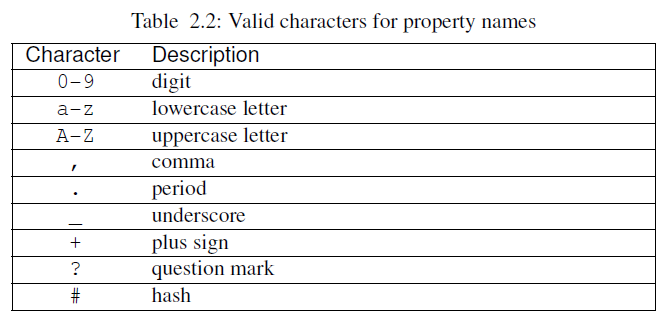 Table 2.2: Valid characters for property names
Character Description
0-9 digit
a-z lowercase letter
A-Z uppercase letter
, comma
. period
_ underscore
+ plus sign
? question mark
# hash